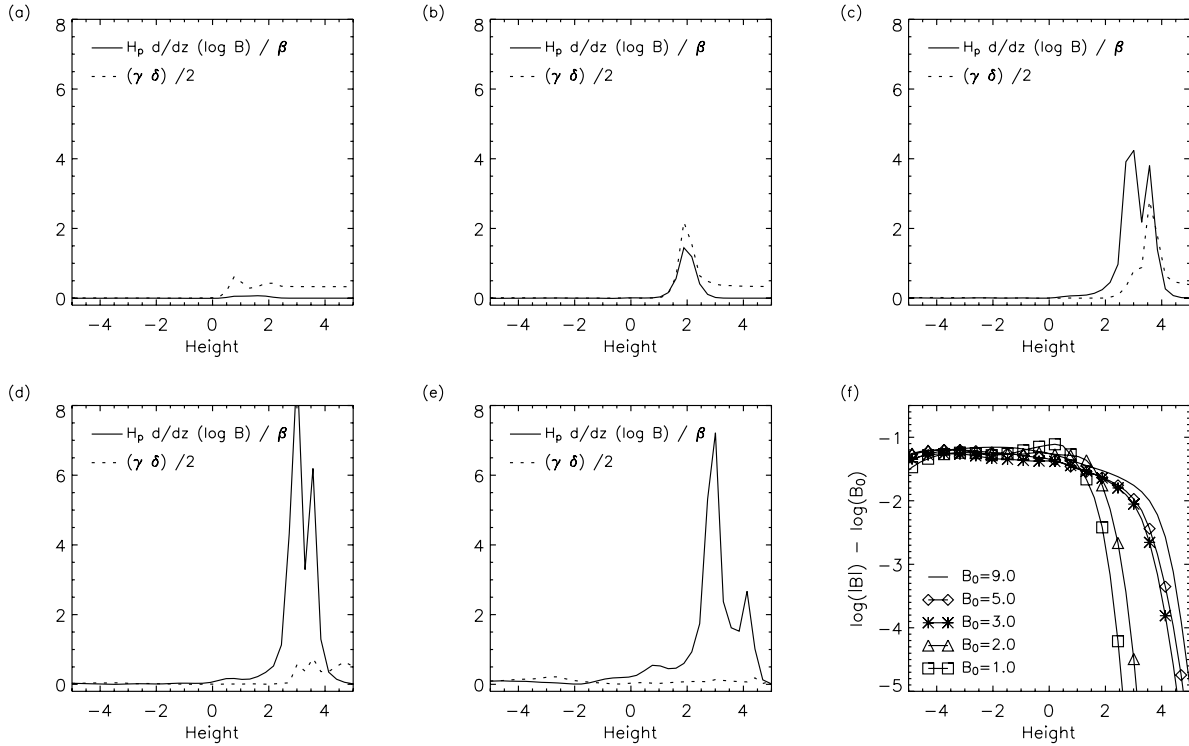 (a)
H_p d/dz (log B) / β
(γ δ) /2
8
6
4
2
0
−4 −2 0 2 4
Height
(b)
H_p d/dz (log B) / β
(γ δ) /2
8
6
4
2
0
−4 −2 0 2 4
Height
(c)
H_p d/dz (log B) / β
(γ δ) /2
8
6
4
2
0
−4 −2 0 2 4
Height
(d)
H_p d/dz (log B) / β
(γ δ) /2
8
6
4
2
0
−4 −2 0 2 4
Height
(e)
H_p d/dz (log B) / β
(γ δ) /2
8
6
4
2
0
−4 −2 0 2 4
Height
(f)
log(|B|) − log(B₀)
−1
−2
−3
−4
−5
B₀=9.0
B₀=5.0
B₀=3.0
B₀=2.0
B₀=1.0
−4 −2 0 2 4
Height